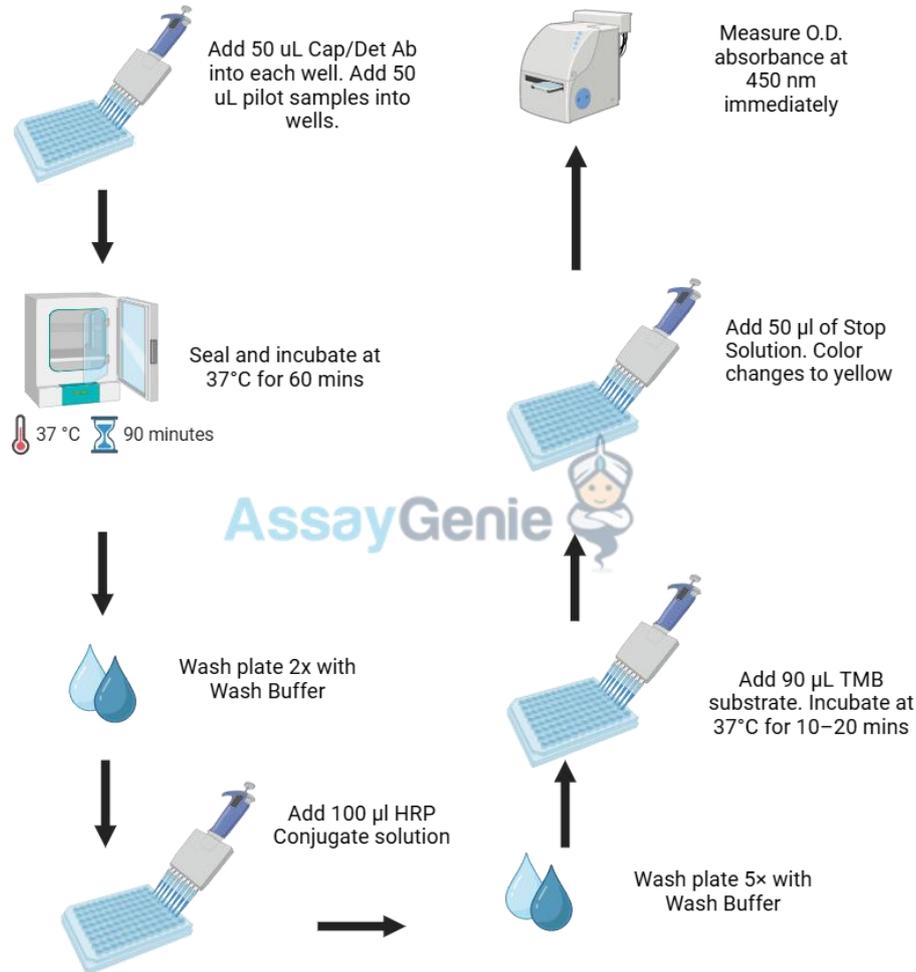 Add 50 uL Cap/Det Ab
into each well. Add 50
uL pilot samples into
wells.
Seal and incubate at
37°C for 60 mins
37 °C 90 minutes
Wash plate 2x with
Wash Buffer
Add 100 µl HRP
Conjugate solution
Wash plate 5× with
Wash Buffer
Add 90 µL TMB
substrate. Incubate at
37°C for 10–20 mins
Add 50 µl of Stop
Solution. Color
changes to yellow
Measure O.D.
absorbance at
450 nm
immediately
AssayGenie